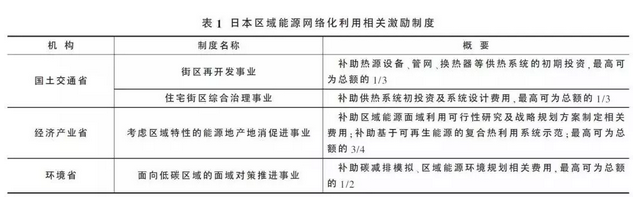 表 1 日本区域能源网络化利用相关激励制度
机 构 制度名称 概 要
国土交通省 街区再开发事业 补助热源设备、管网、换热器等供热系统的初期投资,最高可
为总额的 1/3
住宅街区综合治理事业 补助供热系统初投资及系统设计费用,最高可为总额的 1/3
经济产业省 考虑区域特性的能源地产地消促进事业 补助区域能源面域利用可行性研究及战略规划方案制定相关
费用;补助基于可再生能源的复合热利用系统示范;最高可为总
额的 3/4
环境省 面向低碳区域的面域对策推进事业 补助碳减排模拟、区域能源环境规划相关费用,最高可为总额的
1/2